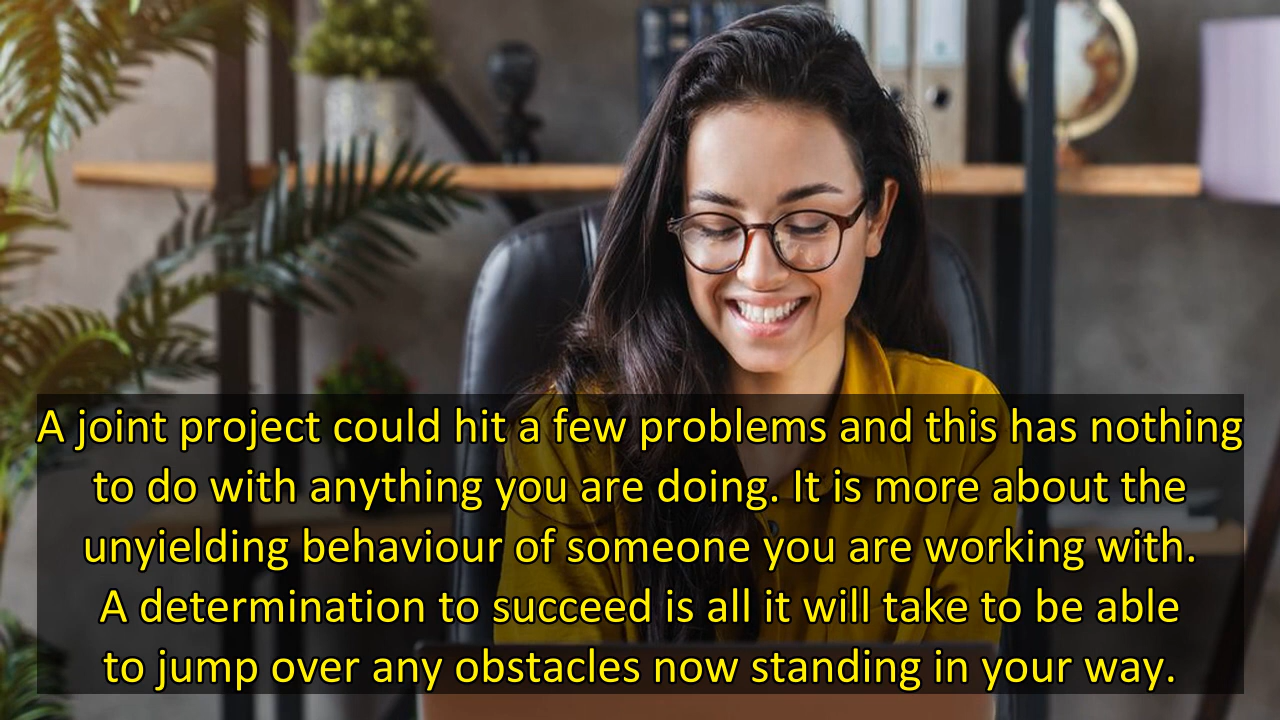 A joint project could hit a few problems and this has nothing
to do with anything you are doing. It is more about the
unyielding behaviour of someone you are working with.
A determination to succeed is all it will take to be able
to jump over any obstacles now standing in your way.